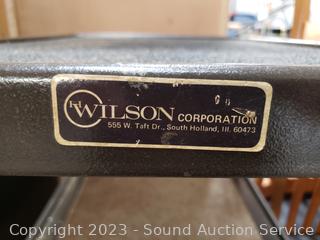 WILSON CORPORATION
555 W. Taft Dr., South Holland, Ill. 60473
Copyright 2023 - Sound Auction Service